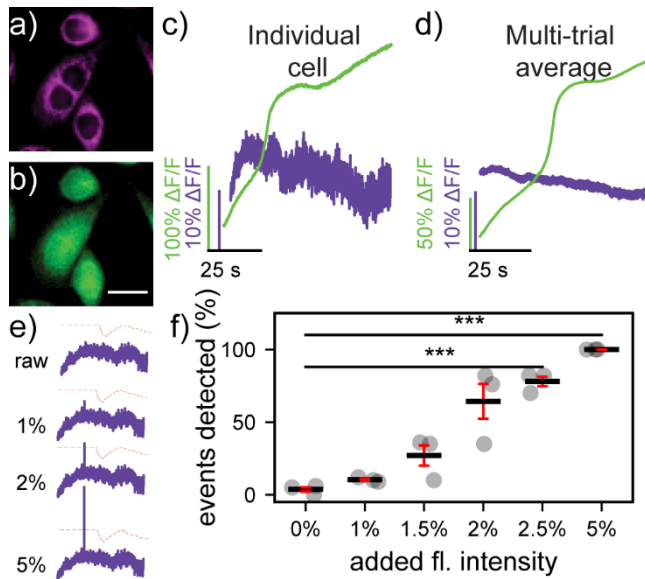 a)
b)
c)
Individual
cell
100% ΔF/F
10% ΔF/F
25 s
d)
Multi-trial
average
50% ΔF/F
10% ΔF/F
25 s
e)
raw
1%
2%
5%
f)
events detected (%)
100
50
0
***
***
0%
1%
1.5%
2%
2.5%
5%
added fl. intensity